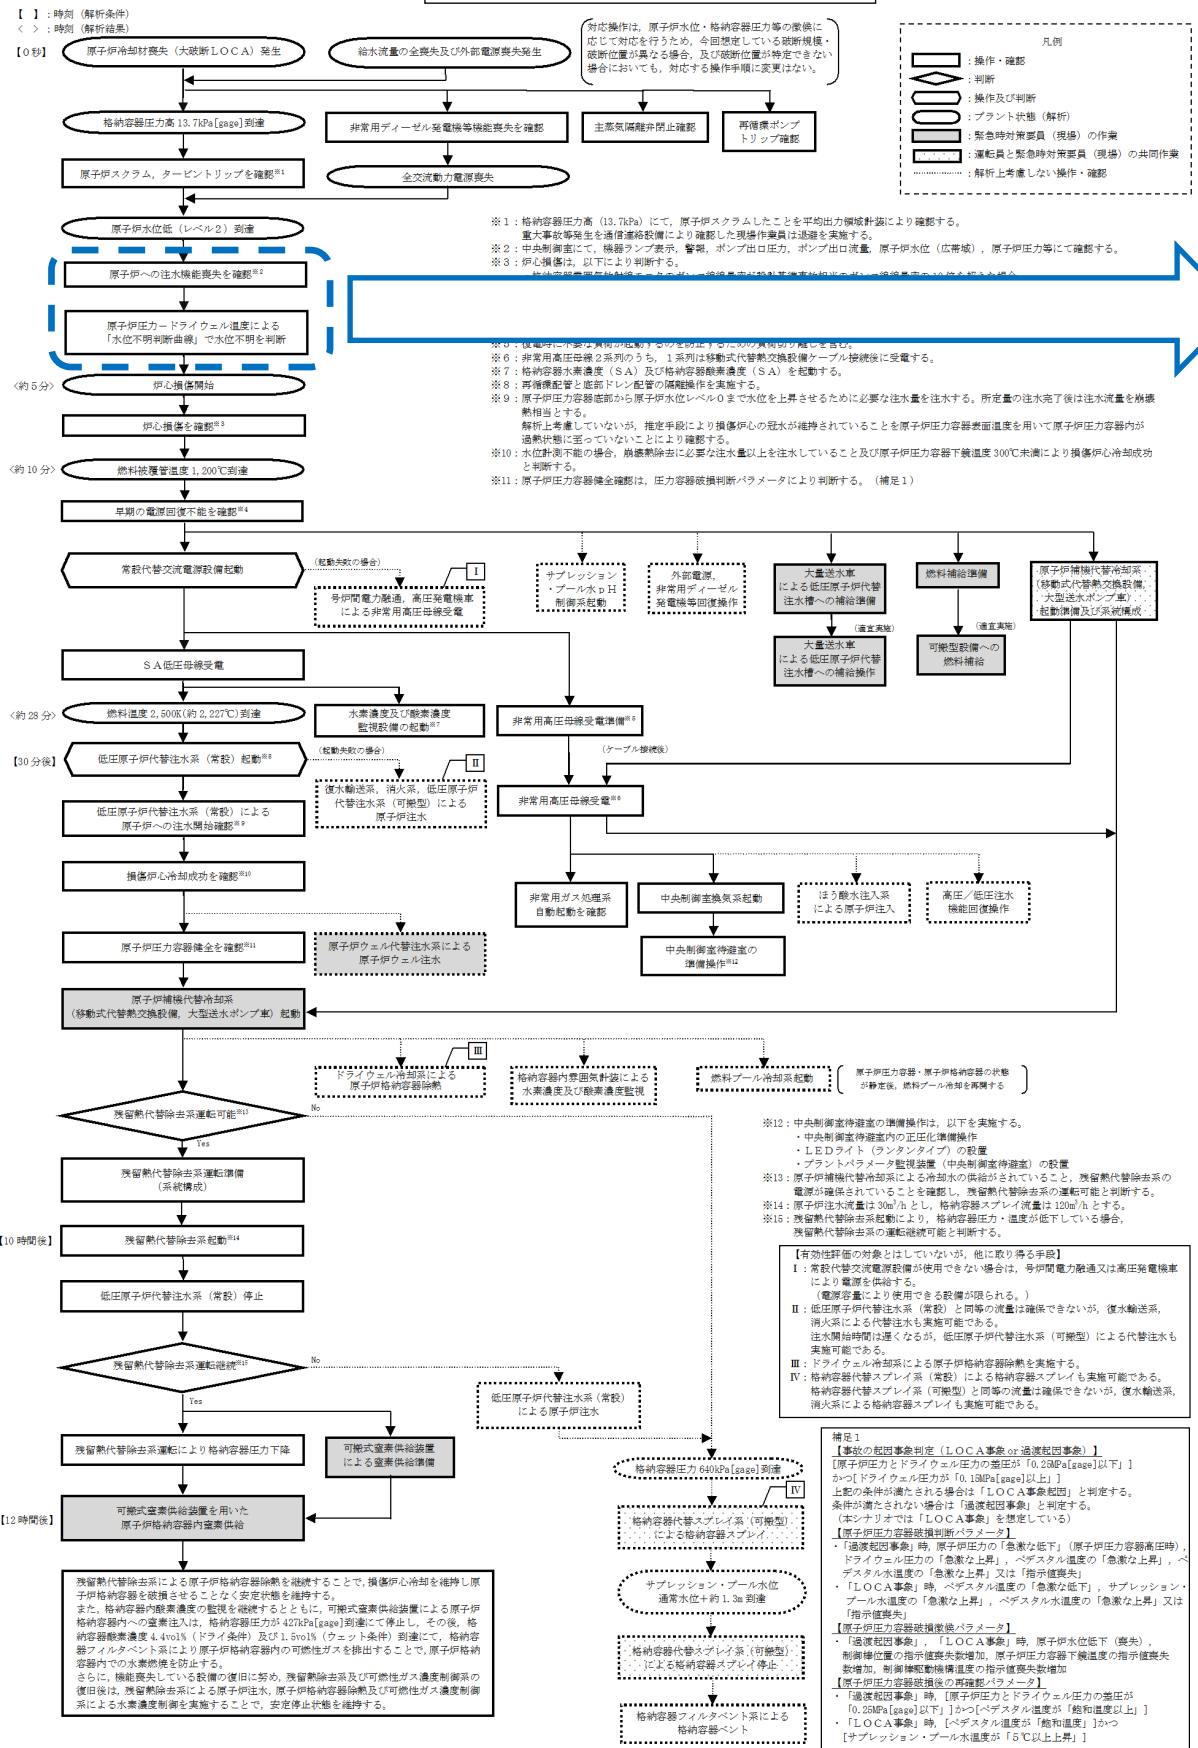 【 】：時刻（解析条件）
< >：時刻（解析結果）
【0秒】
原子炉冷却材喪失（大破断ＬＯＣＡ）発生
給水流量の全喪失及び外部電源喪失発生
対応操作は，原子炉水位・格納容器圧力等の徴候に
応じて対応を行うため，今回想定している破断規模・
破断位置が異なる場合，及び破断位置が特定できない
場合においても，対応する操作手順に変更はない。
凡例
：操作・確認
：判断
：操作及び判断
：プラント状態（解析）
：緊急時対策要員（現場）の作業
：運転員と緊急時対策要員（現場）の共同作業
：解析上考慮しない操作・確認
格納容器圧力高 13.7kPa[gage]到達
非常用ディーゼル発電機等機能喪失を確認
主蒸気隔離弁閉止確認
再循環ポンプ
トリップ確認
原子炉スクラム，タービントリップを確認※1
全交流動力電源喪失
原子炉水位低（レベル２）到達
原子炉への注水機能喪失を確認※2
原子炉圧力－ドライウェル温度による
「水位不明判断曲線」で水位不明を判断
※１：格納容器圧力高（13.7kPa）にて，原子炉スクラムしたことを平均出力領域計装により確認する。
重大事故等発生を通信連絡設備により確認した現場作業員は退避を実施する。
※２：中央制御室にて，機器ランプ表示，警報，ポンプ出口圧力，ポンプ出口流量，原子炉水位（広帯域），原子炉圧力等にて確認する。
※３：炉心損傷は，以下により判断する。
・格納容器雰囲気放射線モニタのガンマ線線量率が設計基準事故相当のガンマ線線量率の10倍を超えた場合
※５：復電時に不要な負荷が起動するのを防止するための負荷切り離しを含む。
※６：非常用高圧母線２系列のうち，１系列は移動式代替熱交換設備ケーブル接続後に受電する。
※７：格納容器水素濃度（ＳＡ）及び格納容器酸素濃度（ＳＡ）を起動する。
※８：再循環配管と底部ドレン配管の隔離操作を実施する。
※９：原子炉圧力容器底部から原子炉水位レベル０まで水位を上昇させるために必要な注水量を注水する。所定量の注水完了後は注水流量を崩壊
熱相当とする。
解析上考慮していないが，推定手段により損傷炉心の冠水が維持されていることを原子炉圧力容器表面温度を用いて原子炉圧力容器内が
過熱状態に至っていないことにより確認する。
※10：水位計測不能の場合，崩壊熱除去に必要な注水量以上を注水していること及び原子炉圧力容器下鏡温度 300℃未満により損傷炉心冷却成功
と判断する。
※11：原子炉圧力容器健全確認は，圧力容器破損判断パラメータにより判断する。（補足１）
<約５分>
炉心損傷開始
炉心損傷を確認※3
<約 10 分>
燃料被覆管温度 1,200℃到達
早期の電源回復不能を確認※4
常設代替交流電源設備起動
（起動失敗の場合）
Ⅰ
号炉間電力融通，高圧発電機車
による非常用高圧母線受電
サプレッション
・プール水ｐＨ
制御系起動
外部電源，
非常用ディーゼル
発電機等回復操作
大量送水車
による低圧原子炉代替
注水槽への補給準備
燃料補給準備
原子炉補機代替冷却系
（移動式代替熱交換設備，
大型送水ポンプ車）
起動準備及び系統構成
（適宜実施）
（適宜実施）
大量送水車
による低圧原子炉代替
注水槽への補給操作
可搬型設備への
燃料補給
ＳＡ低圧母線受電
<約 28 分>
燃料温度 2,500K(約 2,227℃)到達
水素濃度及び酸素濃度
監視設備の起動※7
非常用高圧母線受電準備※5
【30分後】
低圧原子炉代替注水系（常設）起動※8
（起動失敗の場合）
Ⅱ
（ケーブル接続後）
復水輸送系，消火系，低圧原子炉
代替注水系（可搬型）による
原子炉注水
非常用高圧母線受電※6
低圧原子炉代替注水系（常設）による
原子炉への注水開始確認※9
損傷炉心冷却成功を確認※10
非常用ガス処理系
自動起動を確認
中央制御室換気系起動
ほう酸水注入系
による原子炉注入
高圧／低圧注水
機能回復操作
原子炉圧力容器健全を確認※11
原子炉ウェル代替注水系による
原子炉ウェル注水
中央制御室待避室の
準備操作※12
原子炉補機代替冷却系
（移動式代替熱交換設備，大型送水ポンプ車）起動
Ⅲ
ドライウェル冷却系による
原子炉格納容器除熱
格納容器内雰囲気計装による
水素濃度及び酸素濃度監視
燃料プール冷却系起動
原子炉圧力容器・原子炉格納容器の状態
が静定後，燃料プール冷却を再開する
残留熱代替除去系運転可能※13
No
Yes
※12：中央制御室待避室の準備操作は，以下を実施する。
・中央制御室待避室内の正圧化準備操作
・ＬＥＤライト（ランタンタイプ）の設置
・プラントパラメータ監視装置（中央制御室待避室）の設置
※13：原子炉補機代替冷却系による冷却水の供給がされていること，残留熱代替除去系の
電源が確保されていることを確認し，残留熱代替除去系の運転可能と判断する。
※14：原子炉注水流量は 30m³/h とし，格納容器スプレイ流量は 120m³/h とする。
※15：残留熱代替除去系起動により，格納容器圧力・温度が低下している場合，
残留熱代替除去系の運転継続可能と判断する。
残留熱代替除去系運転準備
（系統構成）
【10 時間後】
残留熱代替除去系起動※14
低圧原子炉代替注水系（常設）停止
【有効性評価の対象とはしていないが，他に取り得る手段】
Ⅰ：常設代替交流電源設備が使用できない場合は，号炉間電力融通又は高圧発電機車
により電源を供給する。
（電源容量により使用できる設備が限られる。）
Ⅱ：低圧原子炉代替注水系（常設）と同等の流量は確保できないが，復水輸送系，
消火系による代替注水も実施可能である。
注水開始時間は遅くなるが，低圧原子炉代替注水系（可搬型）による代替注水も
実施可能である。
Ⅲ：ドライウェル冷却系による原子炉格納容器除熱を実施する。
Ⅳ：格納容器代替スプレイ系（常設）による格納容器スプレイも実施可能である。
格納容器代替スプレイ系（可搬型）と同等の流量は確保できないが，復水輸送系，
消火系による格納容器スプレイも実施可能である。
残留熱代替除去系運転継続※15
No
Yes
低圧原子炉代替注水系（常設）
による原子炉注水
残留熱代替除去系運転により格納容器圧力下降
可搬式窒素供給装置
による窒素供給準備
格納容器圧力 640kPa[gage]到達
Ⅳ
【12 時間後】
可搬式窒素供給装置を用いた
原子炉格納容器内窒素供給
格納容器代替スプレイ系（可搬型）
による格納容器スプレイ
サプレッション・プール水位
通常水位＋約 1.3m 到達
格納容器代替スプレイ系（可搬型）
による格納容器スプレイ停止
格納容器フィルタベント系による
格納容器ベント
残留熱代替除去系による原子炉格納容器除熱を継続することで，損傷炉心冷却を維持し原
子炉格納容器を破損させることなく安定状態を維持する。
また，格納容器内酸素濃度の監視を継続するとともに，可搬式窒素供給装置による原子炉
格納容器内への窒素注入は，格納容器圧力が 427kPa[gage]到達にて停止し，その後，格
納容器酸素濃度 4.4vol%（ドライ条件）及び 1.5vol%（ウェット条件）到達にて，格納容
器フィルタベント系により原子炉格納容器内の可燃性ガスを排出することで，原子炉格納
容器内での水素燃焼を防止する。
さらに，機能喪失している設備の復旧に努め，残留熱除去系及び可燃性ガス濃度制御系の
復旧後は，残留熱除去系による原子炉注水，原子炉格納容器除熱及び可燃性ガス濃度制御
系による水素濃度制御を実施することで，安定停止状態を維持する。
補足１
【事故の起因事象判定（ＬＯＣＡ事象 or 過渡起因事象）】
[原子炉圧力とドライウェル圧力の差圧が「0.25MPa[gage]以下」]
かつ[ドライウェル圧力が「0.15MPa[gage]以上」]
上記の条件が満たされる場合は「ＬＯＣＡ事象起因」と判定する。
条件が満たさない場合は「過渡起因事象」と判定する。
（本シナリオでは「ＬＯＣＡ事象」を想定している）
【原子炉圧力容器破損判断パラメータ】
・「過渡起因事象」時，原子炉圧力の「急激な低下」（原子炉圧力容器高圧時），
ドライウェル圧力の「急激な上昇」，ペデスタル温度の「急激な上昇」，ペ
デスタル水温度の「急激な上昇」又は「指示値喪失」
・「ＬＯＣＡ事象」時，ペデスタル温度の「急激な低下」，サプレッション・
プール水温度の「急激な上昇」，ペデスタル水温度の「急激な上昇」又は
「指示値喪失」
【原子炉圧力容器破損徴候パラメータ】
・「過渡起因事象」，「ＬＯＣＡ事象」時，原子炉水位低下（喪失），
制御棒位置の指示値喪失数増加，原子炉圧力容器下鏡温度の指示値喪失
数増加，制御棒駆動機構温度の指示値喪失数増加
【原子炉圧力容器破損後の再確認パラメータ】
・「過渡起因事象」時，[原子炉圧力とドライウェル圧力の差圧が
「0.25MPa[gage]以下」]かつ[ペデスタル温度が「飽和温度以上」]
・「ＬＯＣＡ事象」時，[ペデスタル温度が「飽和温度」]かつ
[サプレッション・プール水温度が「５℃以上上昇」]